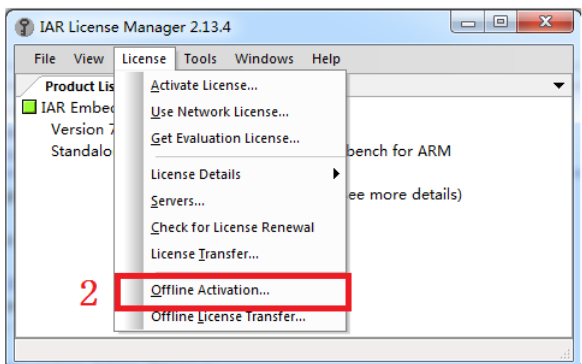 IAR License Manager 2.13.4
File View License Tools Windows Help
Product Lis
Activate License...
IAR Embed
Use Network License...
Version 7
Get Evaluation License...
Standalo
bench for ARM
License Details
ee more details)
Servers...
Check for License Renewal
License Transfer...
2
Offline Activation...
Offline License Transfer...